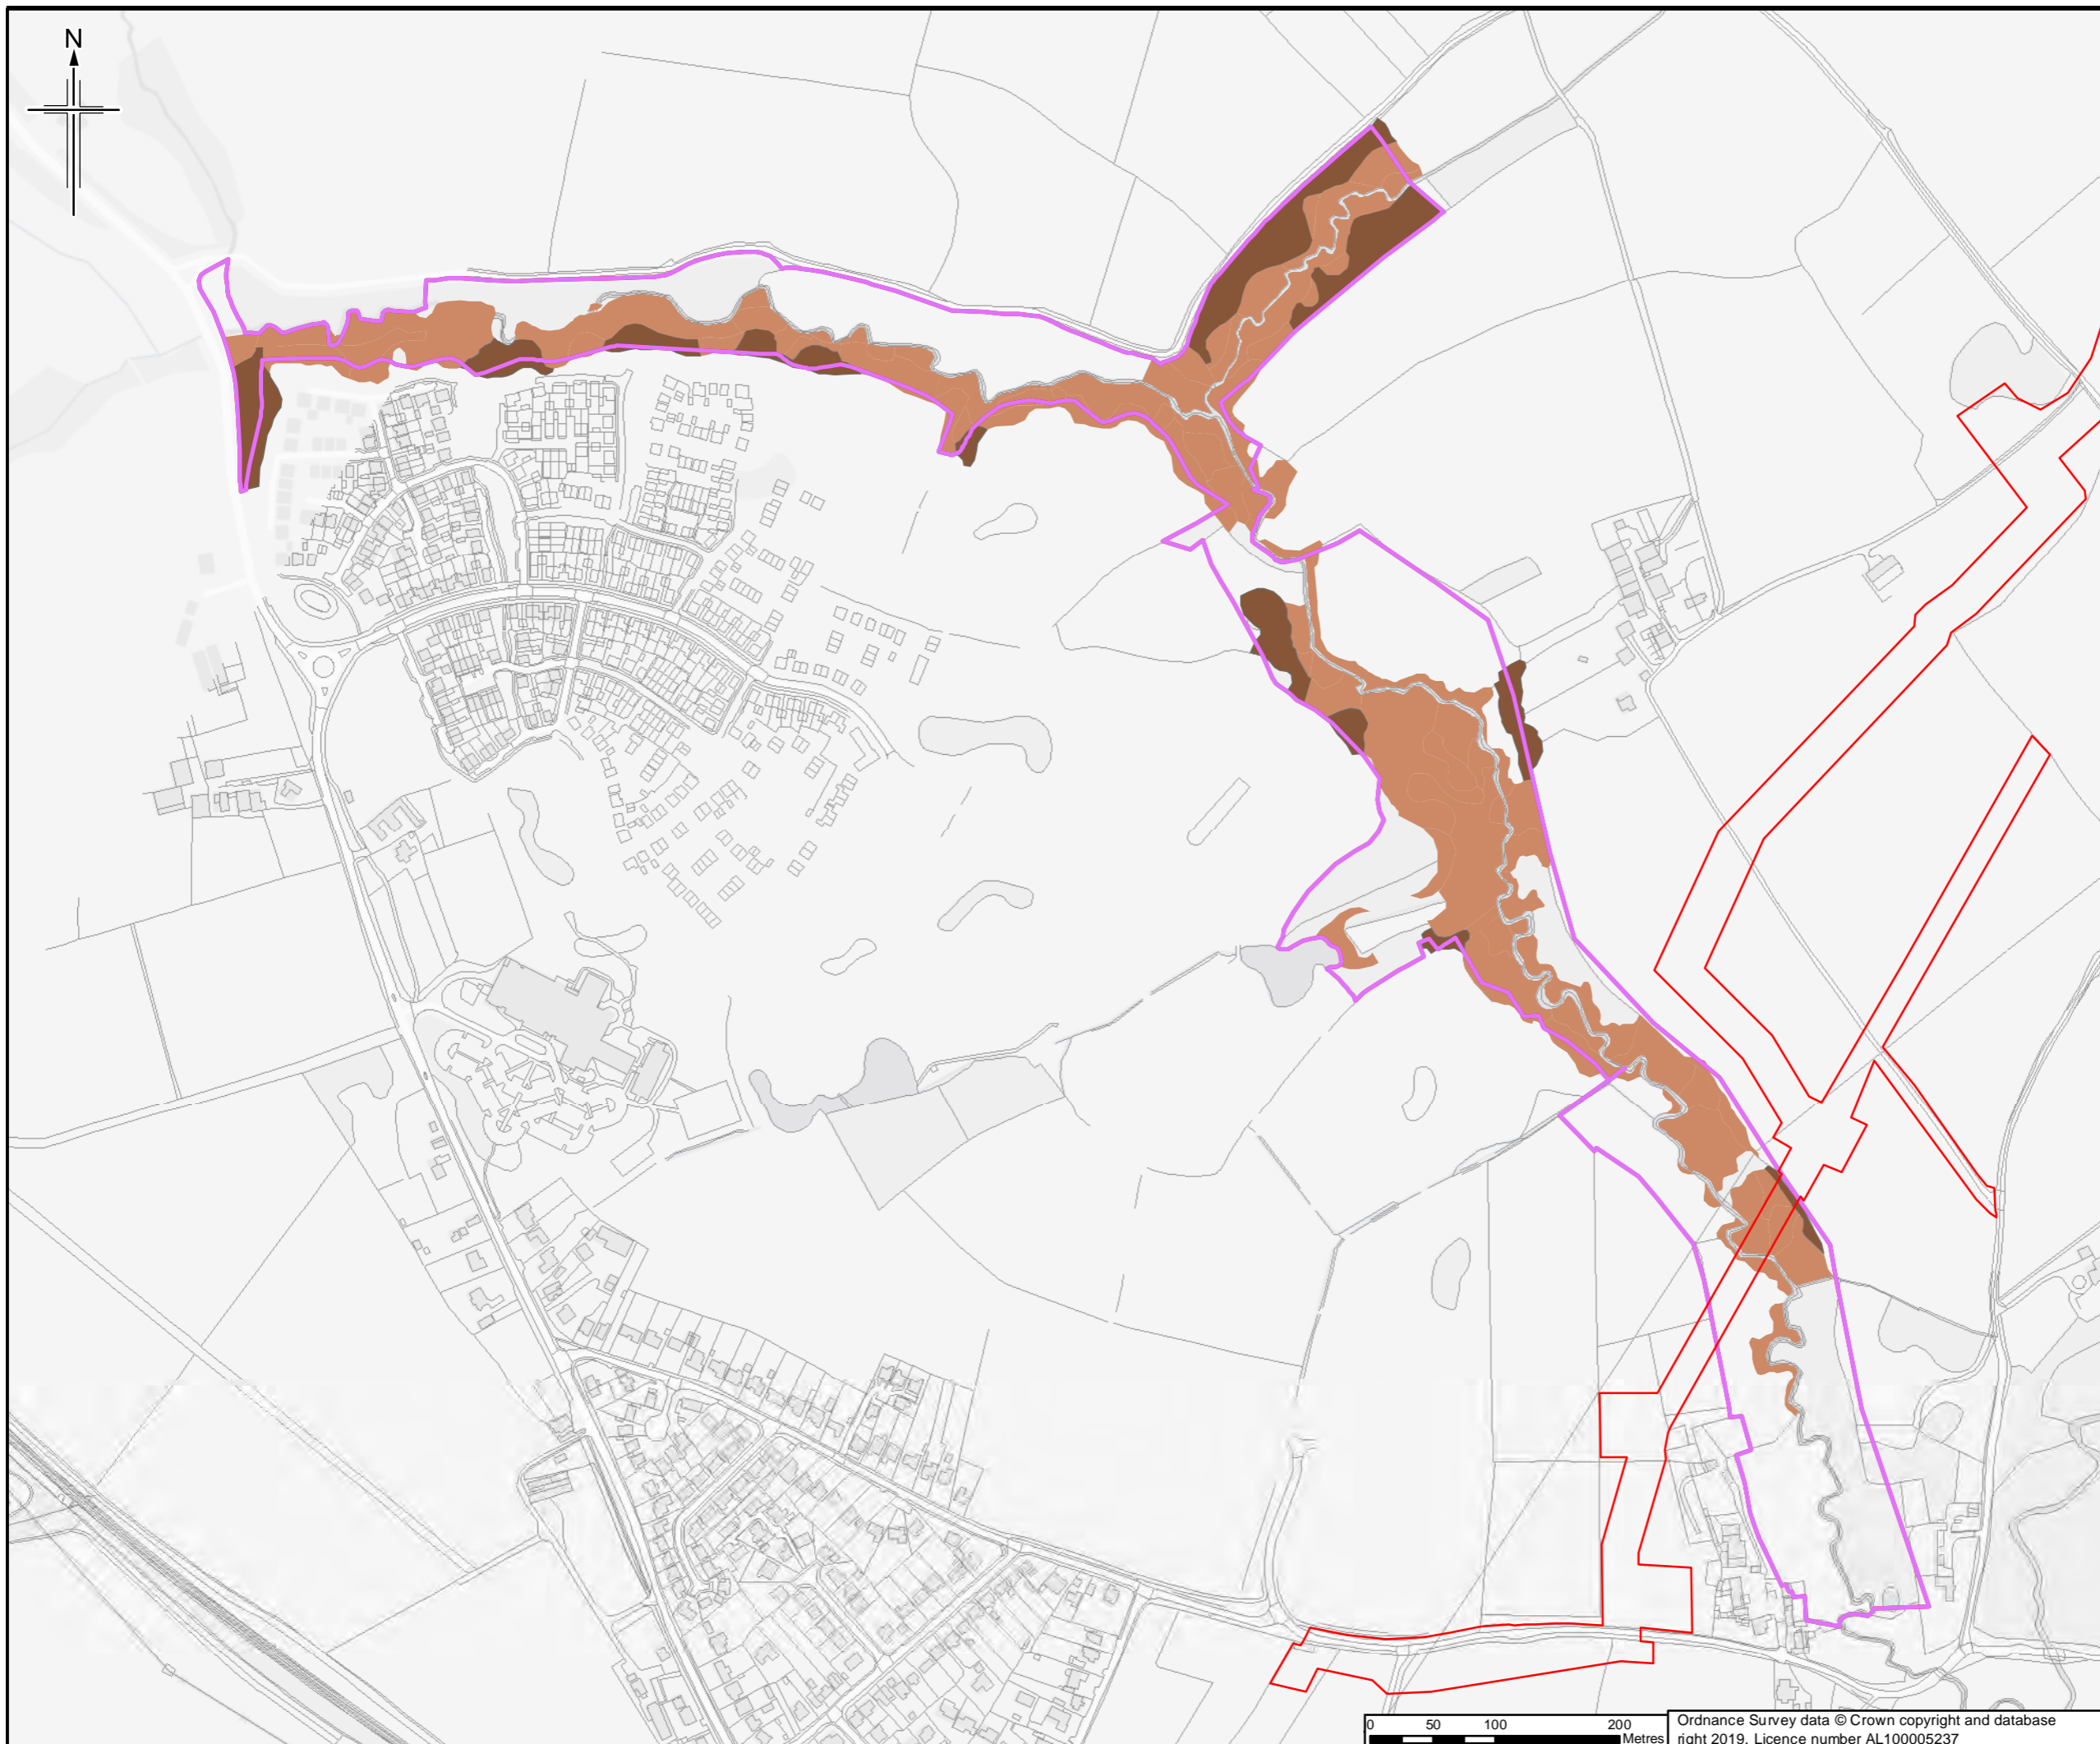 N
0 50 100 200
Metres
Ordnance Survey data © Crown copyright and database
right 2019. Licence number AL100005237